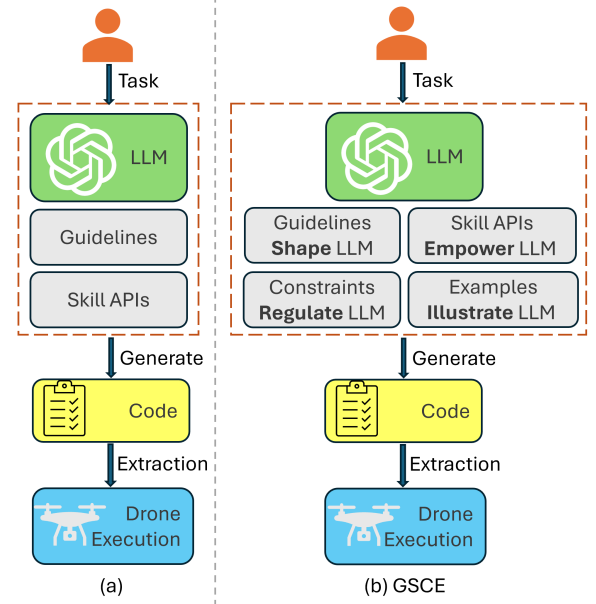 Task
LLM
Guidelines
Skill APIs
Generate
Code
Extraction
Drone
Execution
(a)
Task
LLM
Guidelines
Shape LLM
Skill APIs
Empower LLM
Constraints
Regulate LLM
Examples
Illustrate LLM
Generate
Code
Extraction
Drone
Execution
(b) GSCE